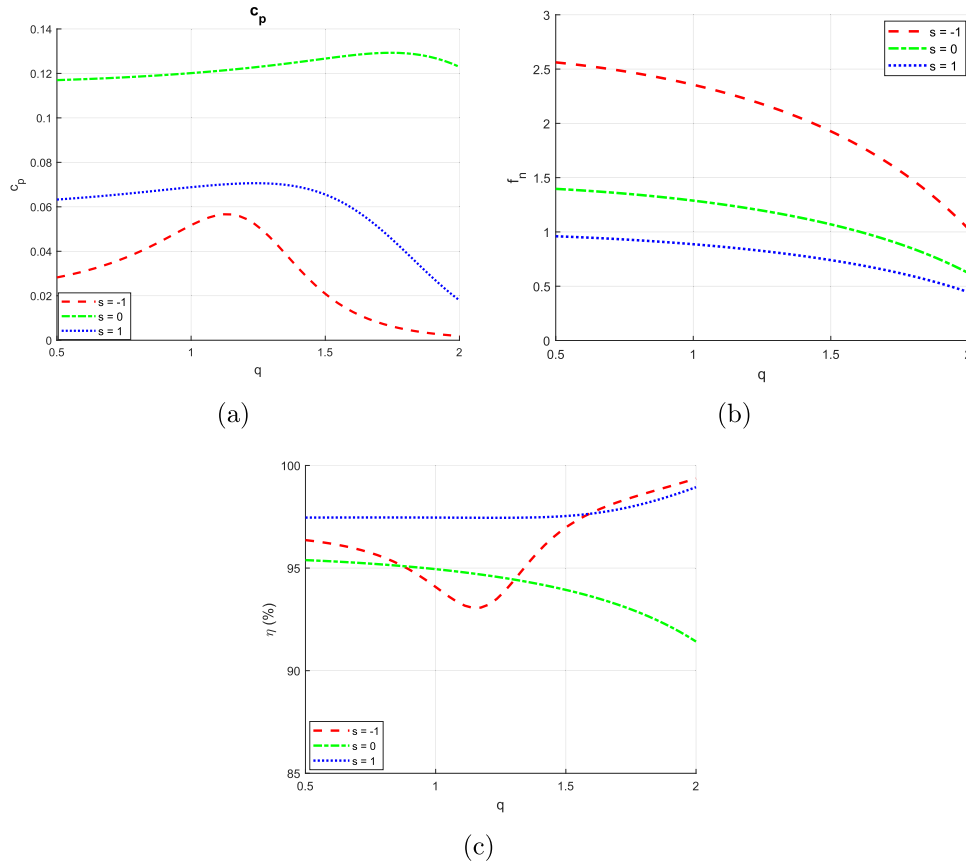 c_p
0.14
0.12
0.1
0.08
0.06
0.04
0.02
0
c_p
s = -1
s = 0
s = 1
0.5
1
1.5
2
q
(a)
3
2.5
2
1.5
1
0.5
0
f_n
s = -1
s = 0
s = 1
0.5
1
1.5
2
q
(b)
100
95
90
85
η (%)
s = -1
s = 0
s = 1
0.5
1
1.5
2
q
(c)